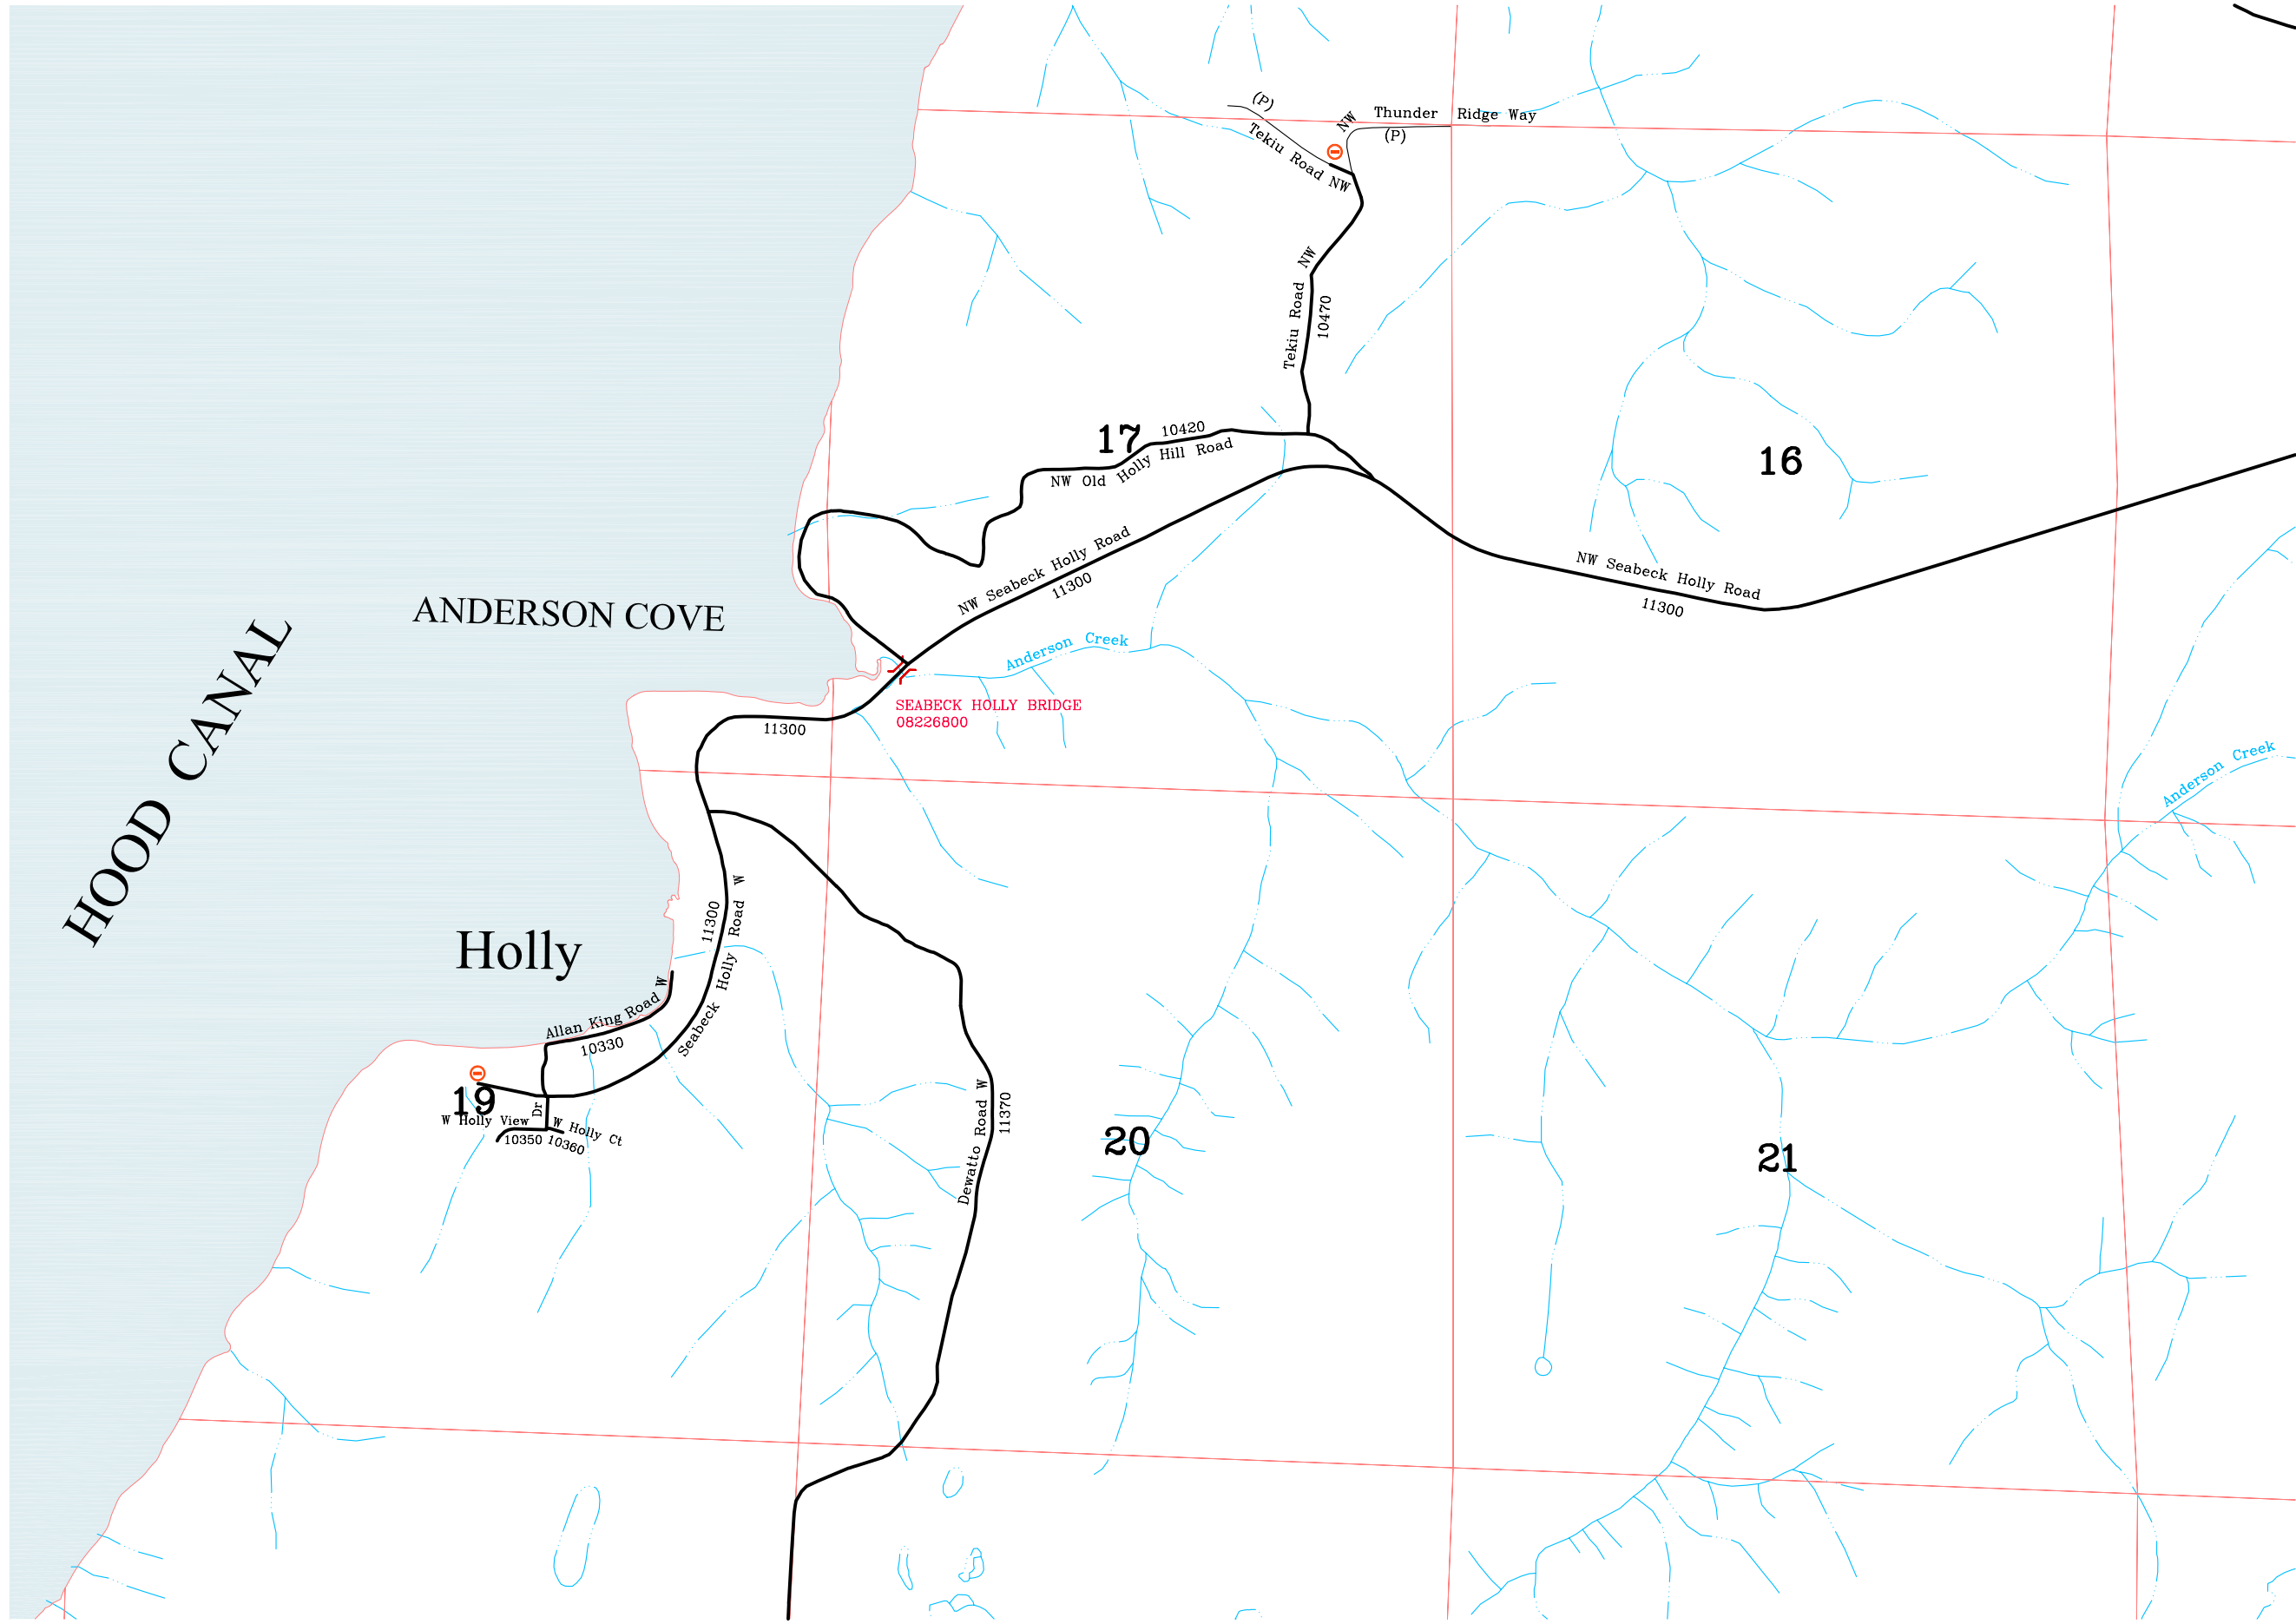 (P)
Tekiu Road NW
NW Thunder Ridge Way
(P)
Tekiu Road NW
10470
17
10420
NW Old Holly Hill Road
16
NW Seabeck Holly Road
11300
NW Seabeck Holly Road
11300
ANDERSON COVE
HOOD CANAL
Anderson Creek
SEABECK HOLLY BRIDGE
08226800
11300
Anderson Creek
11300
Seabeck Holly Road W
Holly
Allan King Road W
10330
19
W Holly View Dr
10350
W Holly Ct
10360
Dewatto Road W
11370
20
21